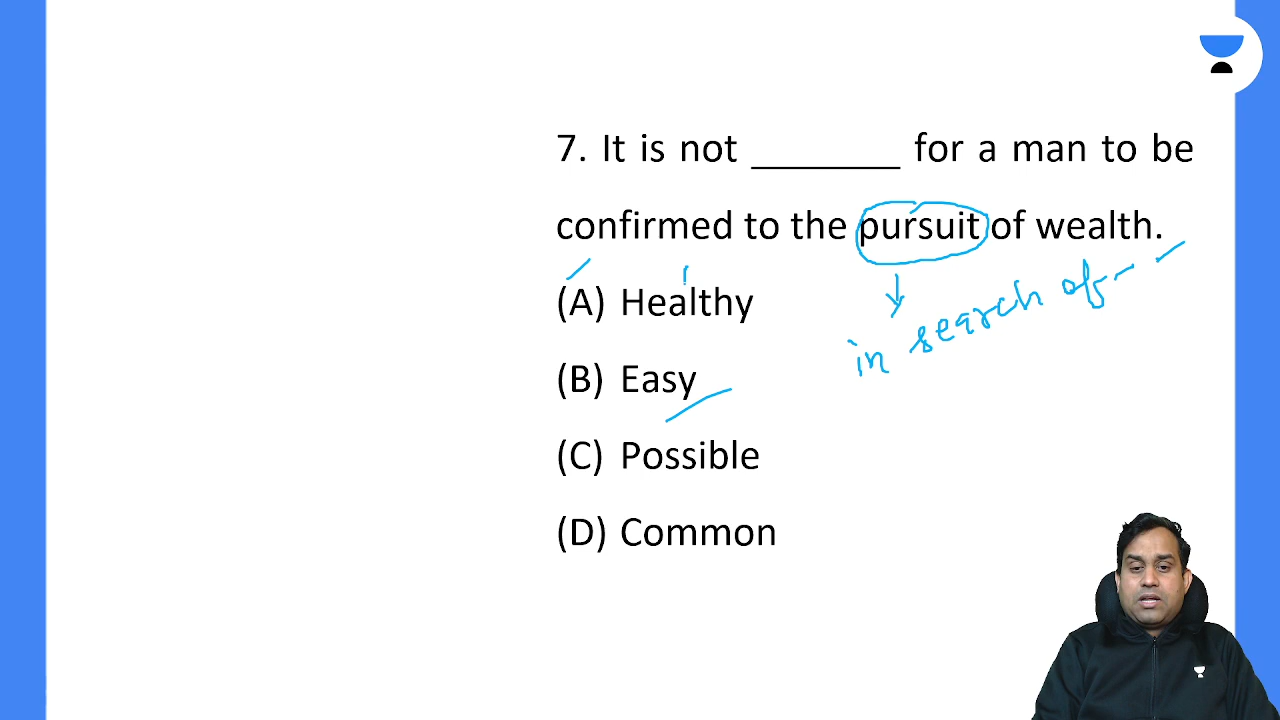 7. It is not ________ for a man to be
confirmed to the pursuit of wealth.
(A) Healthy
in search of - -
(B) Easy
(C) Possible
(D) Common